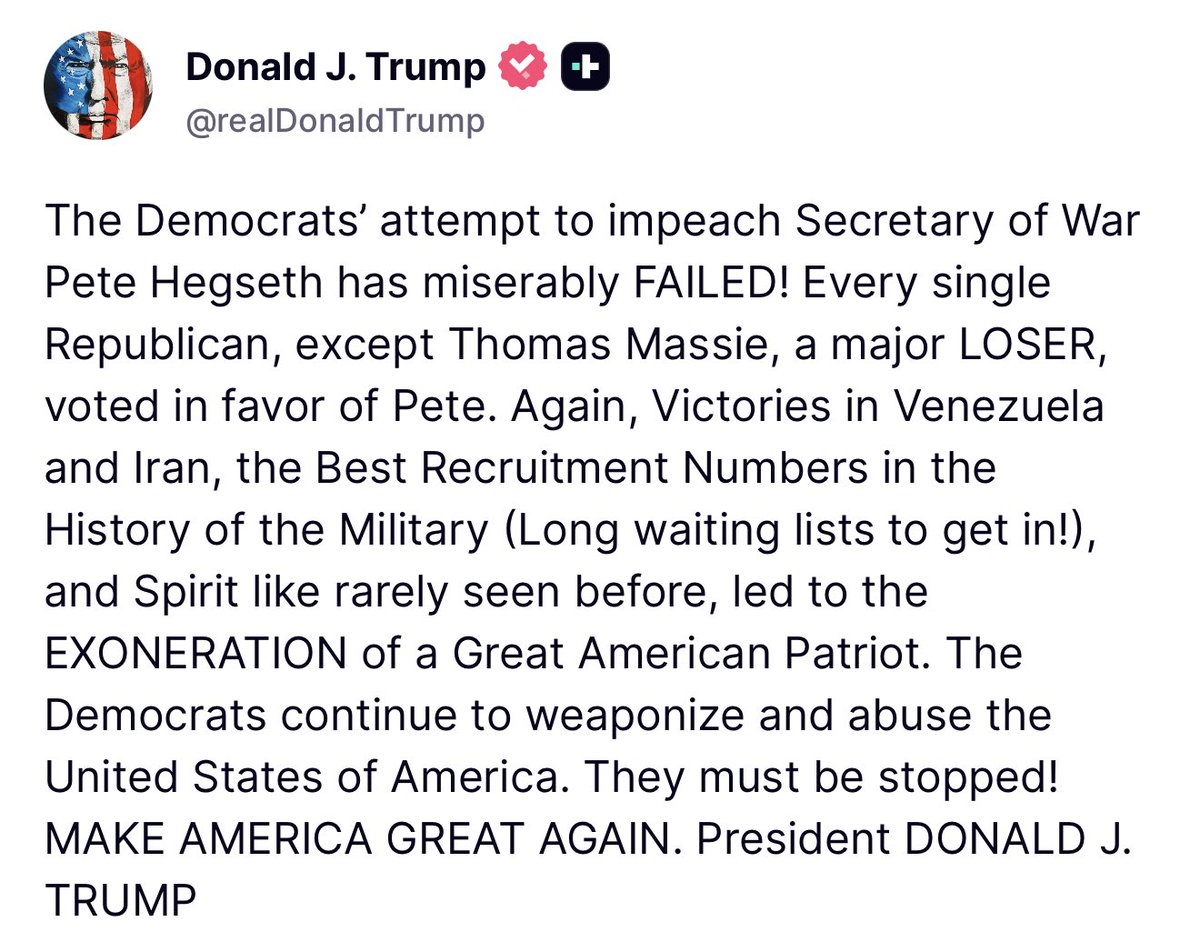 Donald J. Trump
@realDonaldTrump
The Democrats’ attempt to impeach Secretary of War
Pete Hegseth has miserably FAILED! Every single
Republican, except Thomas Massie, a major LOSER,
voted in favor of Pete. Again, Victories in Venezuela
and Iran, the Best Recruitment Numbers in the
History of the Military (Long waiting lists to get in!),
and Spirit like rarely seen before, led to the
EXONERATION of a Great American Patriot. The
Democrats continue to weaponize and abuse the
United States of America. They must be stopped!
MAKE AMERICA GREAT AGAIN. President DONALD J.
TRUMP